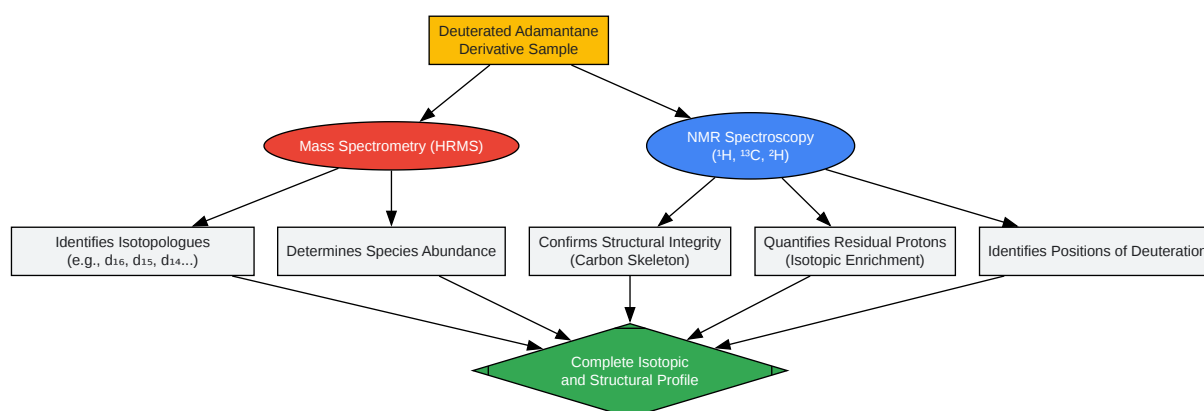 Deuterated Adamantane
Derivative Sample
Mass Spectrometry (HRMS)
NMR Spectroscopy
(¹H, ¹³C, ²H)
Identifies Isotopologues
(e.g., d₁₆, d₁₅, d₁₄...)
Determines Species Abundance
Confirms Structural Integrity
(Carbon Skeleton)
Quantifies Residual Protons
(Isotopic Enrichment)
Identifies Positions of Deuteration
Complete Isotopic
and Structural Profile